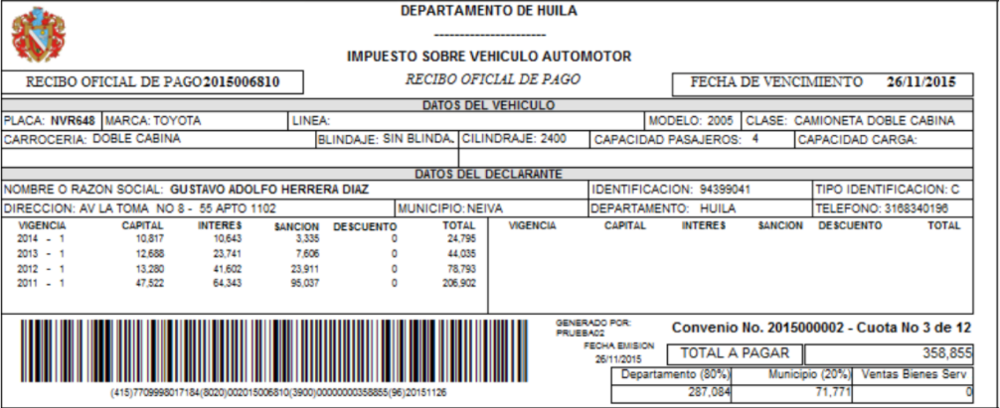 DEPARTAMENTO DE HUILA
----------------------
IMPUESTO SOBRE VEHICULO AUTOMOTOR
RECIBO OFICIAL DE PAGO 2015006810 RECIBO OFICIAL DE PAGO FECHA DE VENCIMIENTO 26/11/2015
DATOS DEL VEHICULO
PLACA: NVR648 MARCA: TOYOTA LINEA: MODELO: 2005 CLASE: CAMIONETA DOBLE CABINA
CARROCERIA: DOBLE CABINA BLINDAJE: SIN BLINDA. CILINDRAJE: 2400 CAPACIDAD PASAJEROS: 4 CAPACIDAD CARGA:
DATOS DEL DECLARANTE
NOMBRE O RAZON SOCIAL: GUSTAVO ADOLFO HERRERA DIAZ IDENTIFICACION: 94399041 TIPO IDENTIFICACION: C
DIRECCION: AV LA TOMA NO 8 - 55 APTO 1102 MUNICIPIO: NEIVA DEPARTAMENTO: HUILA TELEFONO: 3168340196
VIGENCIA CAPITAL INTERES SANCION DESCUENTO TOTAL VIGENCIA CAPITAL INTERES SANCION DESCUENTO TOTAL
2014 - 1 10,817 10,643 3,335 0 24,795
2013 - 1 12,688 23,741 7,606 0 44,035
2012 - 1 13,280 41,602 23,911 0 78,793
2011 - 1 47,522 64,343 95,037 0 206,902
GENERADO POR:
PRUEBA02
Convenio No. 2015000002 - Cuota No 3 de 12
FECHA EMISION
26/11/2015
TOTAL A PAGAR 358,855
Departamento (80%) Municipio (20%) Ventas Bienes Serv
287,084 71,771 0
(415)7709998017184(8020)002015006810(3900)00000000358855(96)20151126